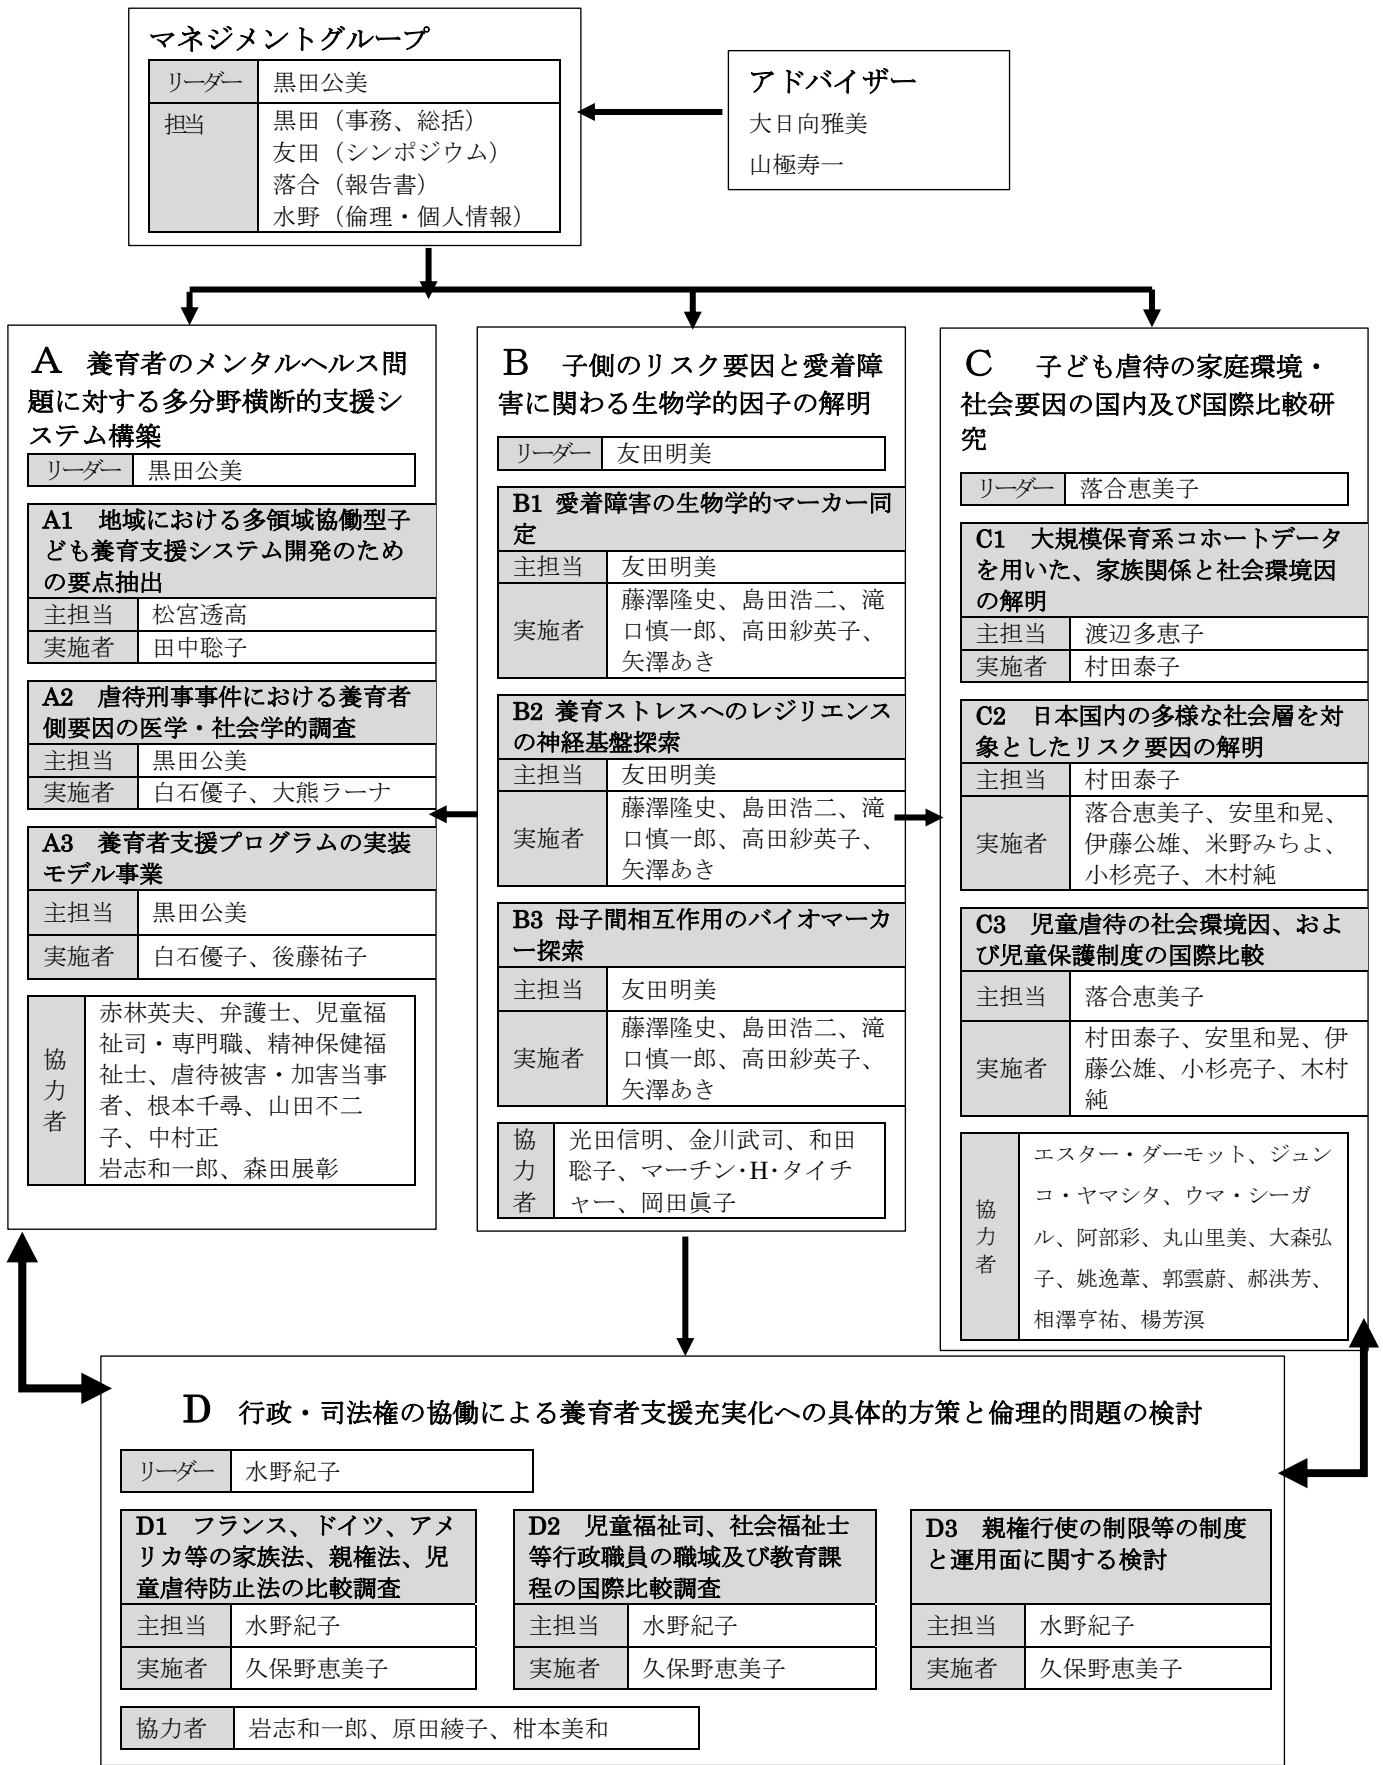 マネジメントグループ
リーダー 黒田公美
担当 黒田（事務、総括）
友田（シンポジウム）
落合（報告書）
水野（倫理・個人情報）
アドバイザー
大日向雅美
山極寿一
A 養育者のメンタルヘルス問
題に対する多分野横断的支援シ
ステム構築
リーダー 黒田公美
A1 地域における多領域協働型子
ども養育支援システム開発のため
の要点抽出
主担当 松宮透高
実施者 田中聡子
A2 虐待刑事事件における養育者
側要因の医学・社会学的調査
主担当 黒田公美
実施者 白石優子、大熊ラーナ
A3 養育者支援プログラムの実装
モデル事業
主担当 黒田公美
実施者 白石優子、後藤祐子
協力者
赤林英夫、弁護士、児童福
祉司・専門職、精神保健福
祉士、虐待被害・加害当事
者、根本千尋、山田不二
子、中村正
岩志和一郎、森田展彰
B 子側のリスク要因と愛着障
害に関わる生物学的因子の解明
リーダー 友田明美
B1 愛着障害の生物学的マーカー同
定
主担当 友田明美
実施者 藤澤隆史、島田浩二、滝
口慎一郎、高田紗英子、
矢澤あき
B2 養育ストレスへのレジリエンス
の神経基盤探索
主担当 友田明美
実施者 藤澤隆史、島田浩二、滝
口慎一郎、高田紗英子、
矢澤あき
B3 母子間相互作用のバイオマーカ
ー探索
主担当 友田明美
実施者 藤澤隆史、島田浩二、滝
口慎一郎、高田紗英子、
矢澤あき
協力者
光田信明、金川武司、和田
聡子、マーチン・H・タイチ
ャー、岡田眞子
C 子ども虐待の家庭環境・
社会要因の国内及び国際比較研
究
リーダー 落合恵美子
C1 大規模保育系コホートデータ
を用いた、家族関係と社会環境因
の解明
主担当 渡辺多恵子
実施者 村田泰子
C2 日本国内の多様な社会層を対
象としたリスク要因の解明
主担当 村田泰子
実施者 落合恵美子、安里和晃、
伊藤公雄、米野みちよ、
小杉亮子、木村純
C3 児童虐待の社会環境因、およ
び児童保護制度の国際比較
主担当 落合恵美子
実施者 村田泰子、安里和晃、伊
藤公雄、小杉亮子、木村
純
協力者
エスター・ダーモット、ジュン
コ・ヤマシタ、ウマ・シーガ
ル、阿部彩、丸山里美、大森弘
子、姚逸葦、郭雲蔚、郝洪芳、
相澤亨祐、楊芳溟
D 行政・司法権の協働による養育者支援充実化への具体的方策と倫理的問題の検討
リーダー 水野紀子
D1 フランス、ドイツ、アメ
リカ等の家族法、親権法、児
童虐待防止法の比較調査
主担当 水野紀子
実施者 久保野恵美子
D2 児童福祉司、社会福祉士
等行政職員の職域及び教育課
程の国際比較調査
主担当 水野紀子
実施者 久保野恵美子
D3 親権行使の制限等の制度
と運用面に関する検討
主担当 水野紀子
実施者 久保野恵美子
協力者 岩志和一郎、原田綾子、柑本美和